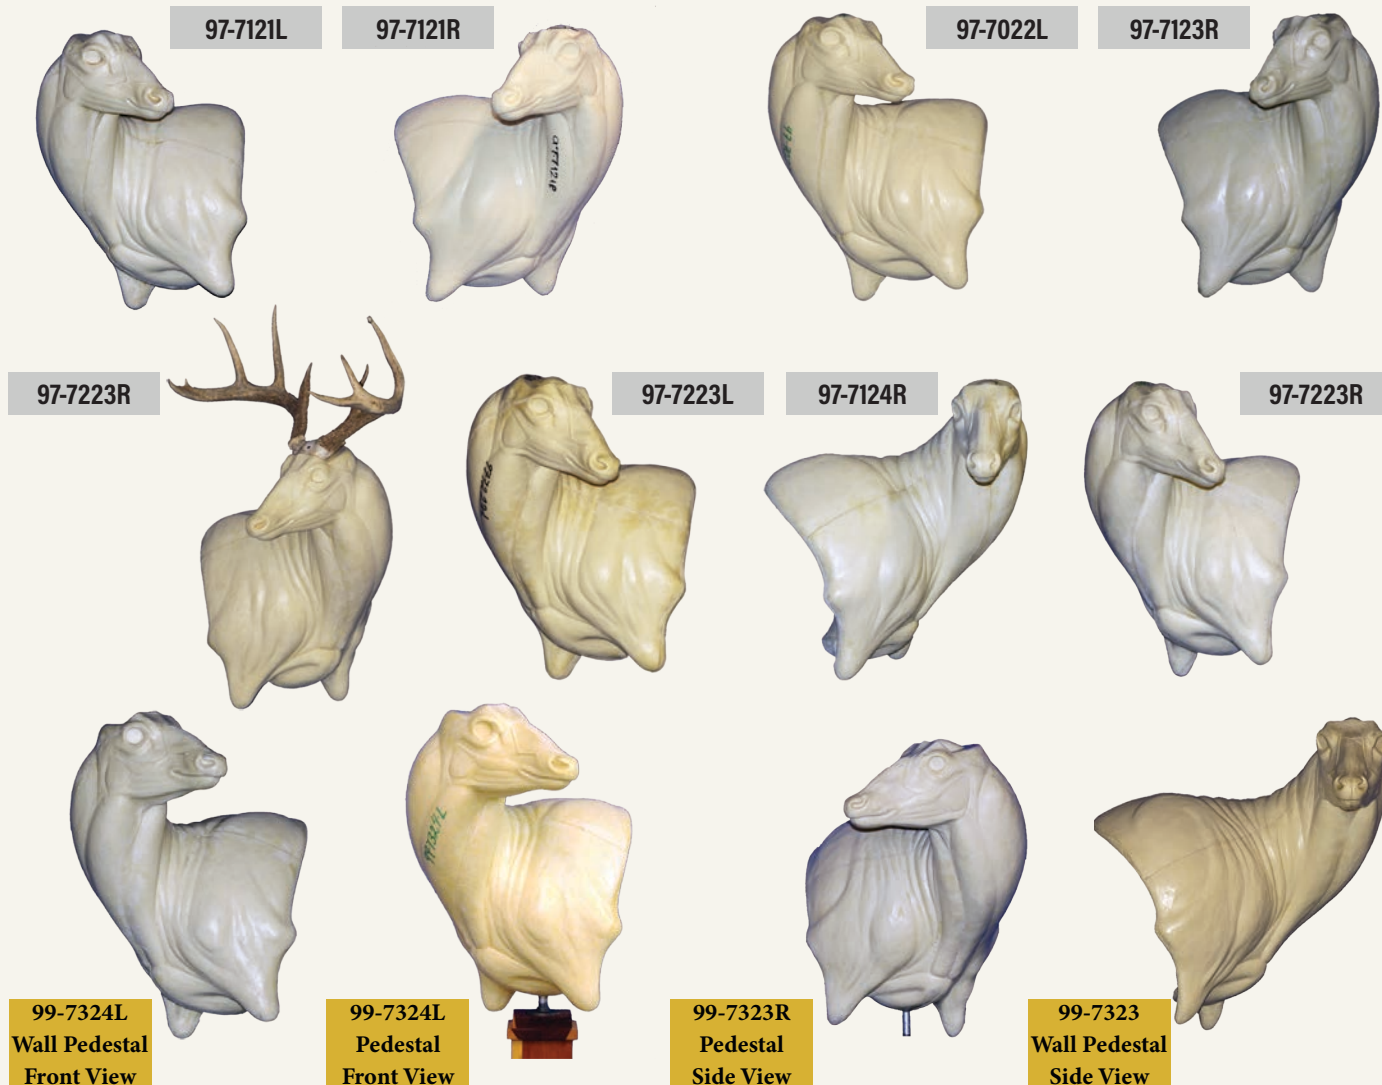 97-7121L
97-7121R
97-7022L
97-7123R
97-7223R
97-7223L
97-7124R
97-7223R
997324L
99-7324L
Wall Pedestal
Front View
99-7324L
Pedestal
Front View
99-7323R
Pedestal
Side View
99-7323
Wall Pedestal
Side View